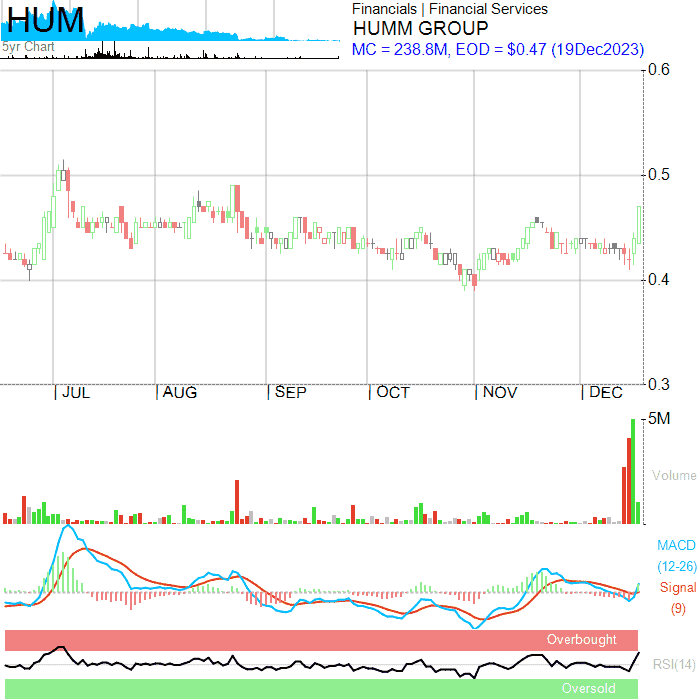 HUM
5yr Chart
Financials | Financial Services
HUMM GROUP
MC = 238.8M, EOD = $0.47 (19Dec2023)
0.6
0.5
0.4
0.3
| JUL | AUG | SEP | OCT | NOV | DEC
5M
Volume
MACD
(12-26)
Signal
(9)
Overbought
RSI(14)
Oversold